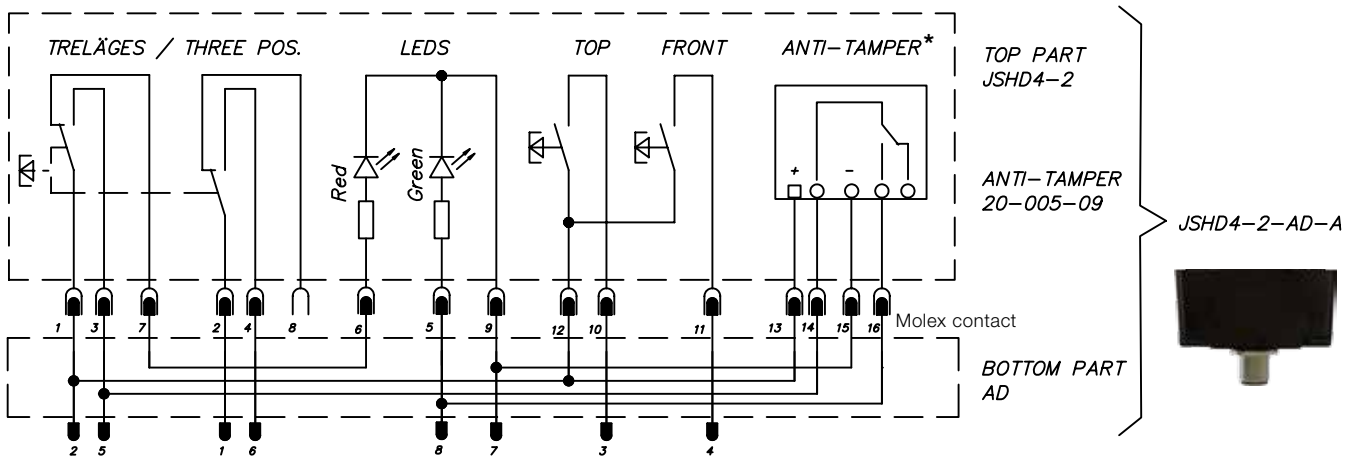 TRELÄGES / THREE POS. LEDS TOP FRONT ANTI-TAMPER*
TOP PART
JSHD4-2
Red
Green
+ -
ANTI-TAMPER
20-005-09
JSHD4-2-AD-A
1 3 7 2 4 8 6 5 9 12 10 11 13 14 15 16 Molex contact
BOTTOM PART
AD
2 5 1 6 8 7 3 4